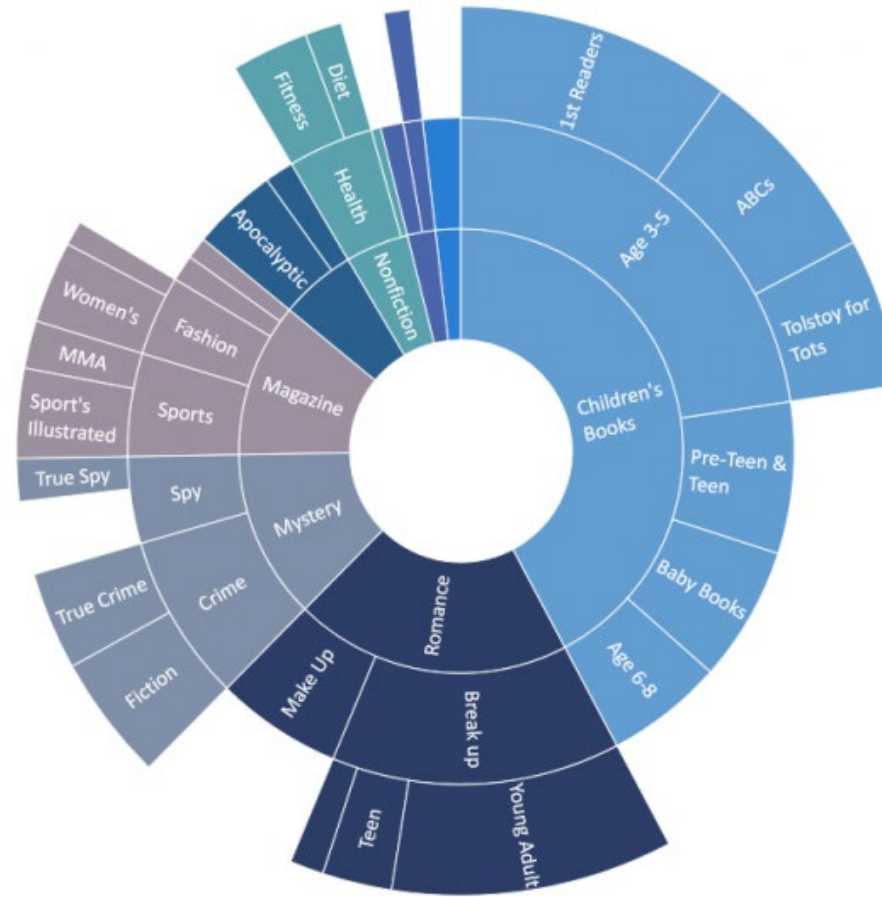 1st Readers
ABCs
Tolstoy for
Tots
Age 3-5
Children's
Books
Pre-Teen &
Teen
Baby Books
Age 6-8
Romance
Break up
Make Up
Young Adult
Teen
Mystery
Crime
Fiction
True Crime
Spy
True Spy
Magazine
Sports
Sport's
Illustrated
MMA
Fashion
Women's
Apocalyptic
Nonfiction
Health
Fitness
Diet